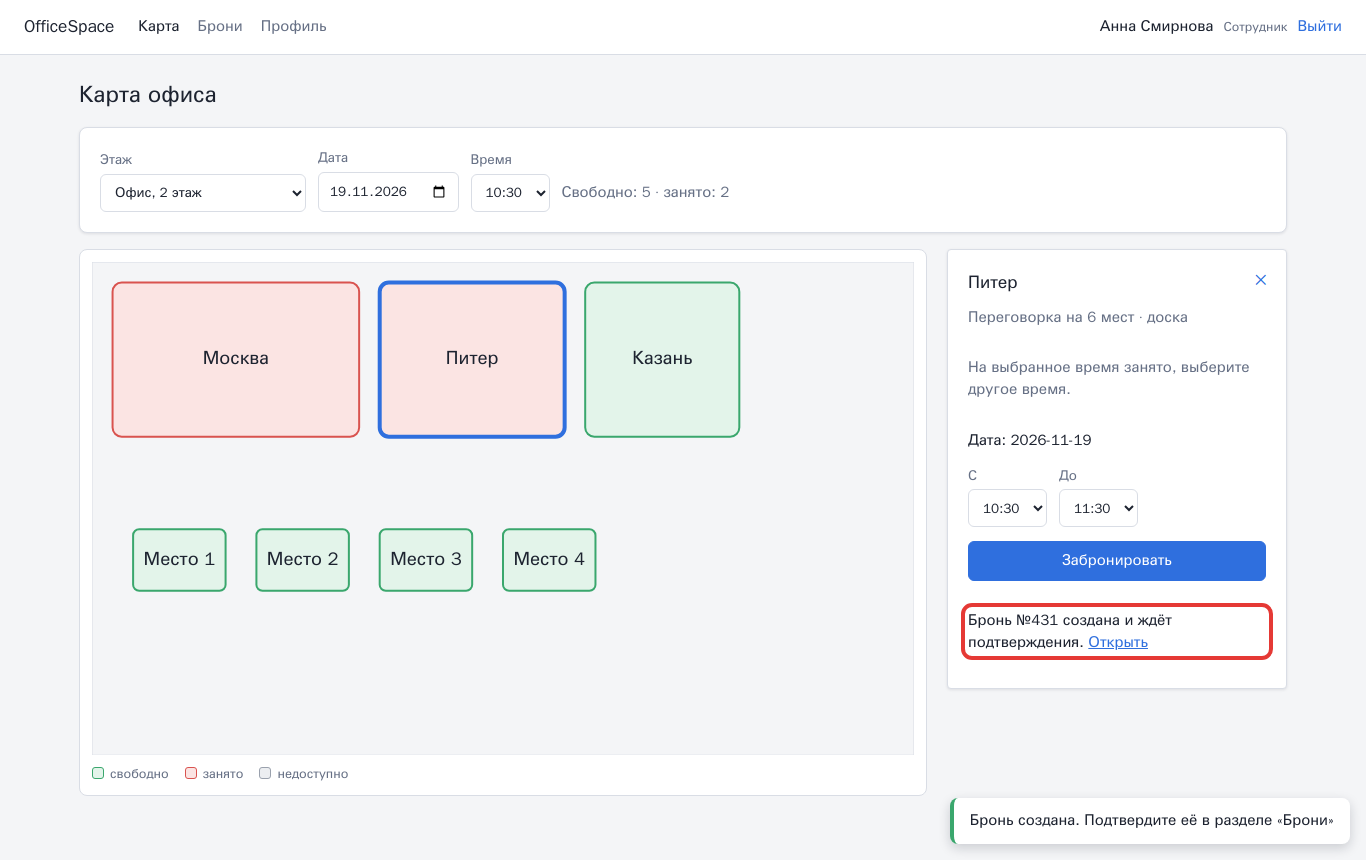 OfficeSpace Карта Брони Профиль Анна Смирнова Сотрудник Выйти
Карта офиса
Этаж Дата Время
Офис, 2 этаж 19.11.2026 10:30 Свободно: 5 · занято: 2
Москва Питер Казань
Место 1 Место 2 Место 3 Место 4
свободно занято недоступно
Питер ×
Переговорка на 6 мест · доска
На выбранное время занято, выберите
другое время.
Дата: 2026-11-19
С До
10:30 11:30
Забронировать
Бронь №431 создана и ждёт
подтверждения. Открыть
Бронь создана. Подтвердите её в разделе «Брони»